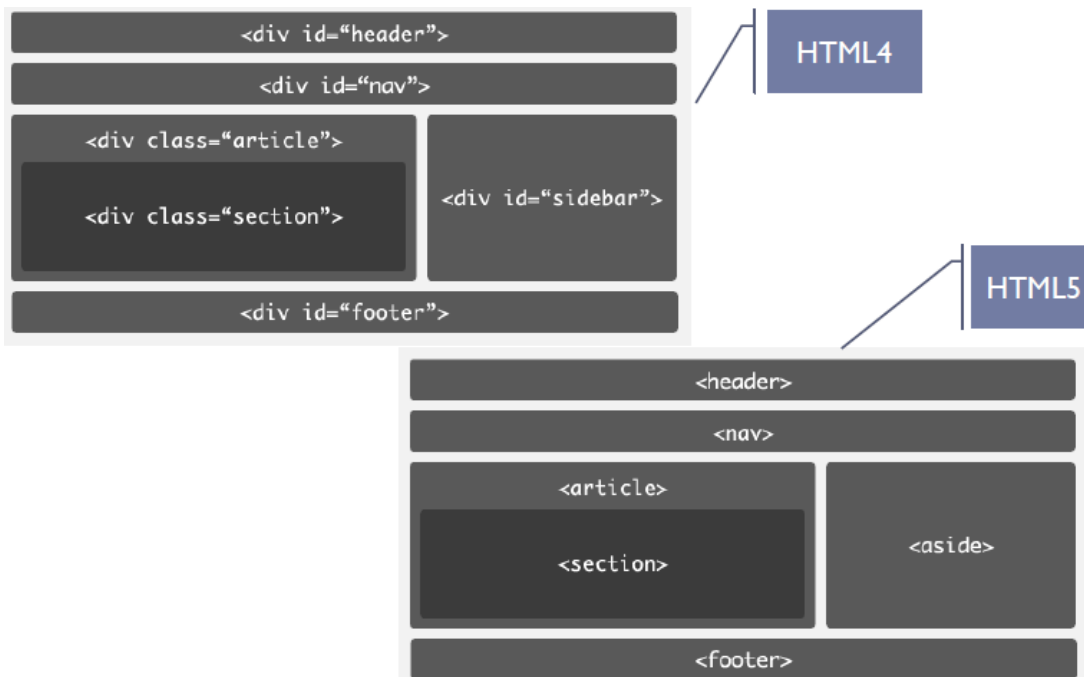 <div id=“header”>
HTML4
<div id=“nav”>
<div class=“article”>
<div class=“section”>
<div id=“sidebar”>
<div id=“footer”>
HTML5
<header>
<nav>
<article>
<section>
<aside>
<footer>